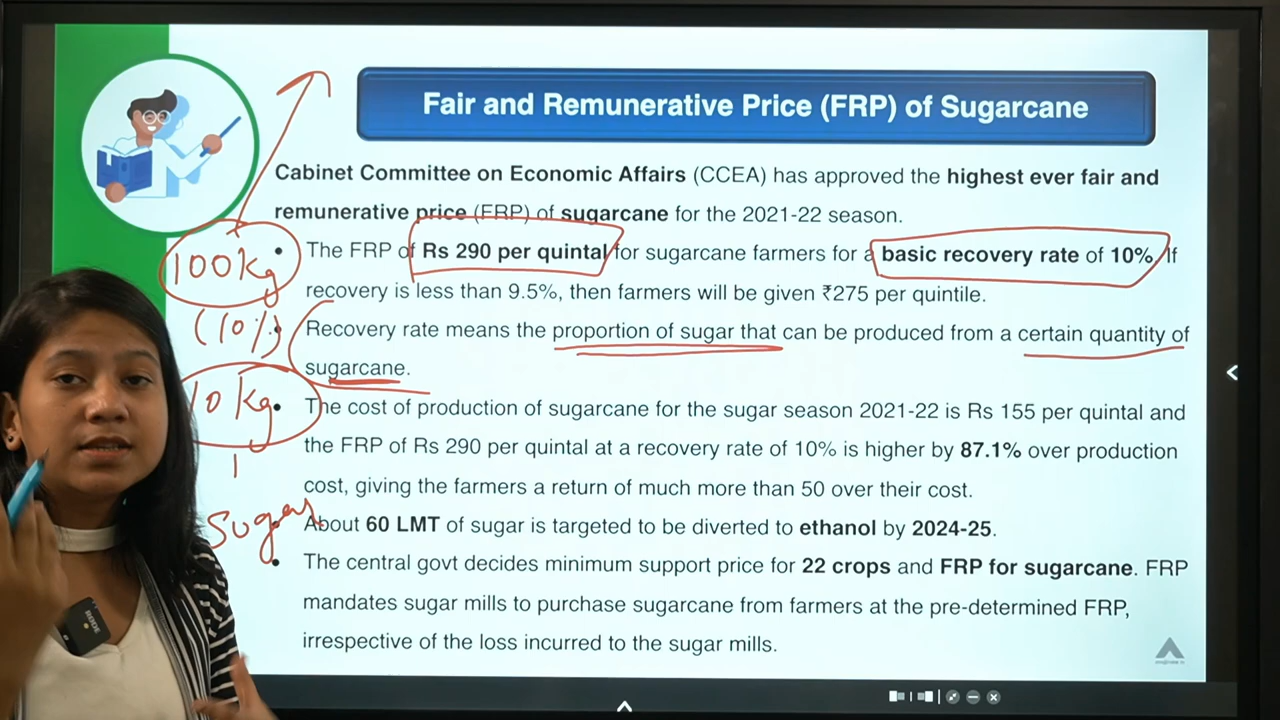 Fair and Remunerative Price (FRP) of Sugarcane
Cabinet Committee on Economic Affairs (CCEA) has approved the highest ever fair and
remunerative price (FRP) of sugarcane for the 2021-22 season.
• The FRP of Rs 290 per quintal for sugarcane farmers for a basic recovery rate of 10%. If
recovery is less than 9.5%, then farmers will be given ₹275 per quintile.
• Recovery rate means the proportion of sugar that can be produced from a certain quantity of
sugarcane.
• The cost of production of sugarcane for the sugar season 2021-22 is Rs 155 per quintal and
the FRP of Rs 290 per quintal at a recovery rate of 10% is higher by 87.1% over production
cost, giving the farmers a return of much more than 50 over their cost.
• About 60 LMT of sugar is targeted to be diverted to ethanol by 2024-25.
• The central govt decides minimum support price for 22 crops and FRP for sugarcane. FRP
mandates sugar mills to purchase sugarcane from farmers at the pre-determined FRP,
irrespective of the loss incurred to the sugar mills.
100kg
(10%)
10 kg
Sugar
RODE